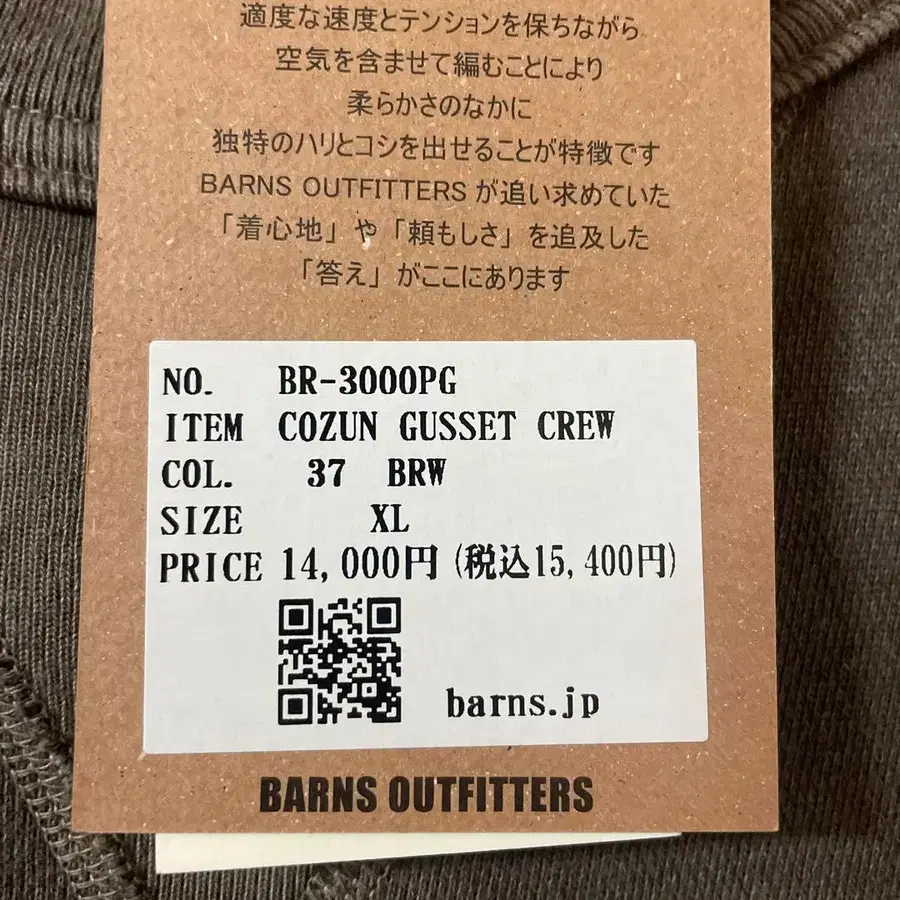 適度な速度とテンションを保ちながら
空気を含ませて編むことにより
柔らかさのなかに
独特のハリとコシを出せることが特徴です
BARNS OUTFITTERS が追い求めていた
「着心地」や「頼もしさ」を追及した
「答え」がここにあります
NO. BR-3000PG
ITEM COZUN GUSSET CREW
COL. 37 BRW
SIZE XL
PRICE 14,000円 (税込15,400円)
barns.jp
BARNS OUTFITTERS